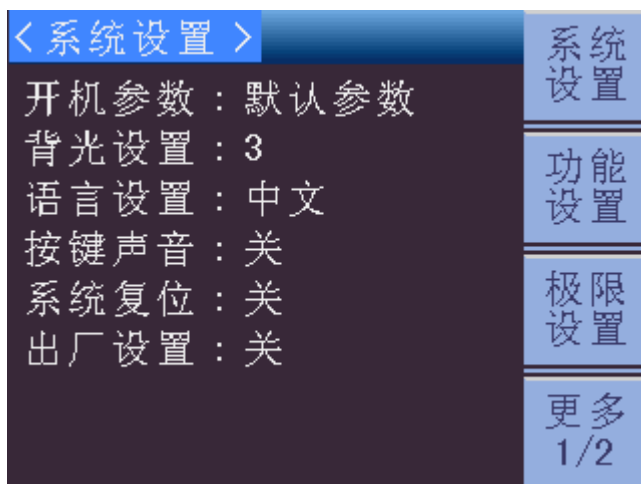 <系统设置>
开机参数:默认参数
背光设置:3
语言设置:中文
按键声音:关
系统复位:关
出厂设置:关
系统
设置
功能
设置
极限
设置
更多
1/2